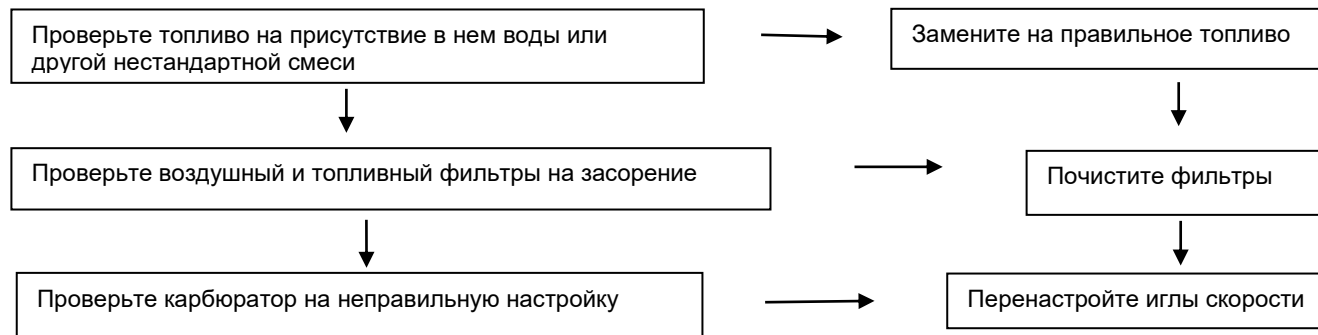 Проверьте топливо на присутствие в нем воды или
другой нестандартной смеси
Замените на правильное топливо
Проверьте воздушный и топливный фильтры на засорение
Почистите фильтры
Проверьте карбюратор на неправильную настройку
Перенастройте иглы скорости